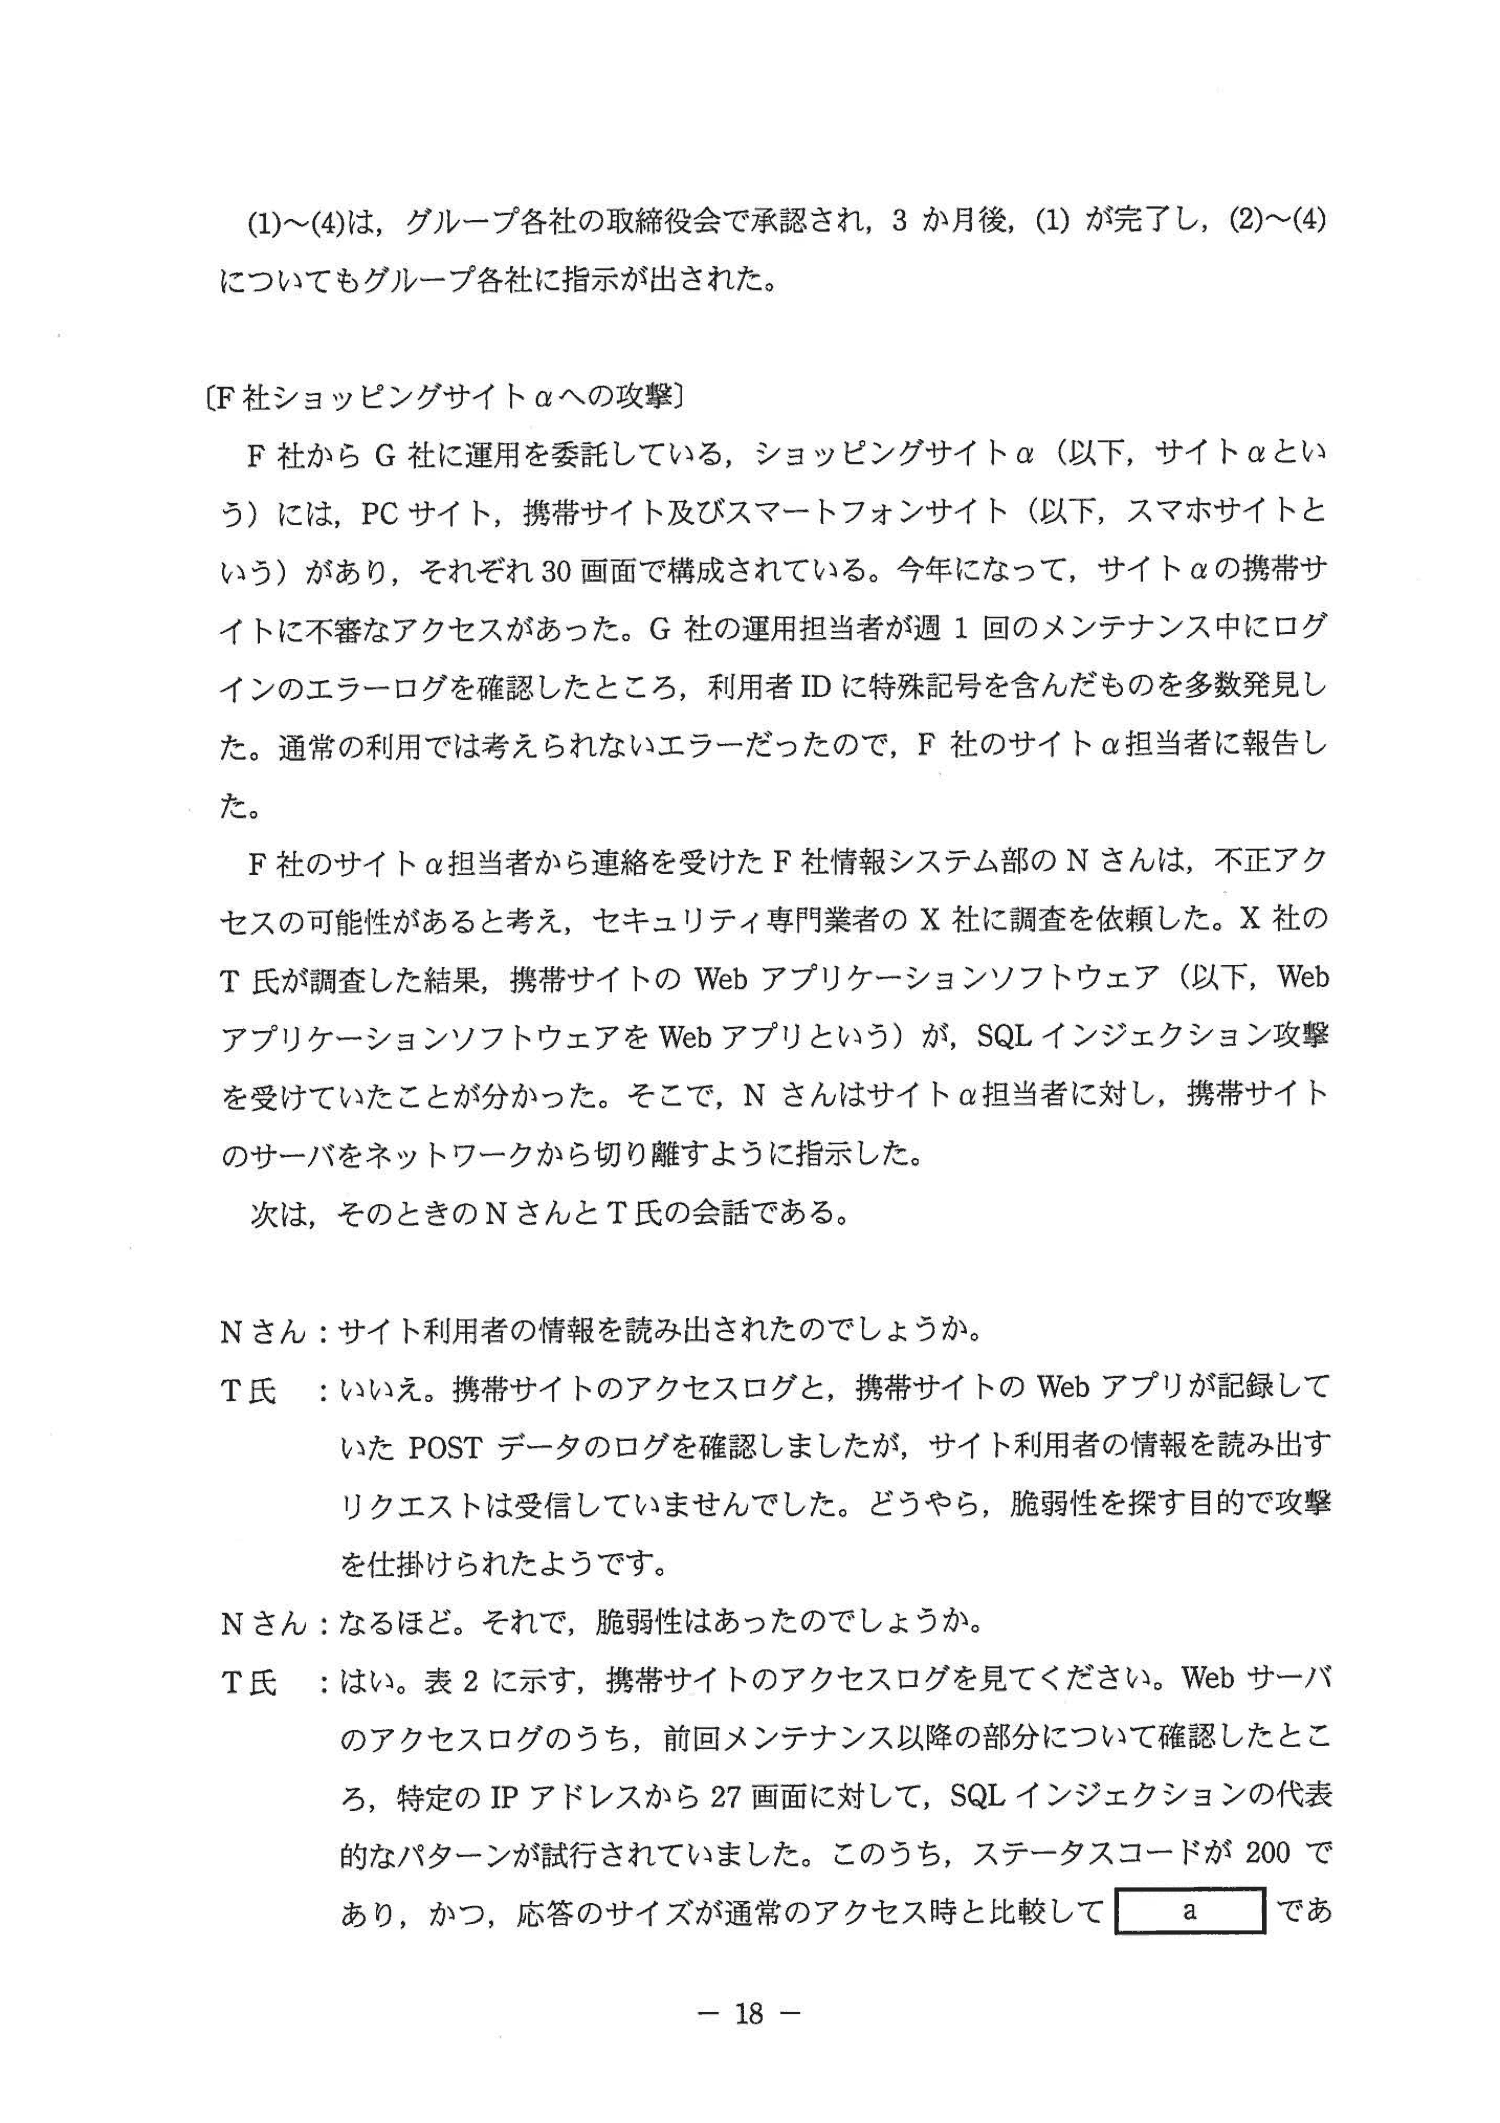 (1)～(4)は，グループ各社の取締役会で承認され，3 か月後，(1) が完了し，(2)～(4)
についてもグループ各社に指示が出された。
〔F 社ショッピングサイトαへの攻撃〕
F 社から G 社に運用を委託している，ショッピングサイトα（以下，サイトαとい
う）には，PC サイト，携帯サイト及びスマートフォンサイト（以下，スマホサイトと
いう）があり，それぞれ 30 画面で構成されている。今年になって，サイトαの携帯サ
イトに不審なアクセスがあった。G 社の運用担当者が週 1 回のメンテナンス中にログ
インのエラーログを確認したところ，利用者 ID に特殊記号を含んだものを多数発見し
た。通常の利用では考えられないエラーだったので，F 社のサイトα担当者に報告し
た。
F 社のサイトα担当者から連絡を受けた F 社情報システム部の N さんは，不正アク
セスの可能性があると考え，セキュリティ専門業者の X 社に調査を依頼した。X 社の
T 氏が調査した結果，携帯サイトの Web アプリケーションソフトウェア（以下，Web
アプリケーションソフトウェアを Web アプリという）が，SQL インジェクション攻撃
を受けていたことが分かった。そこで，N さんはサイトα担当者に対し，携帯サイト
のサーバをネットワークから切り離すように指示した。
次は，そのときの N さんと T 氏の会話である。
N さん：サイト利用者の情報を読み出されたのでしょうか。
T 氏　：いいえ。携帯サイトのアクセスログと，携帯サイトの Web アプリが記録して
いた POST データのログを確認しましたが，サイト利用者の情報を読み出す
リクエストは受信していませんでした。どうやら，脆弱性を探す目的で攻撃
を仕掛けられたようです。
N さん：なるほど。それで，脆弱性はあったのでしょうか。
T 氏　：はい。表 2 に示す，携帯サイトのアクセスログを見てください。Web サーバ
のアクセスログのうち，前回メンテナンス以降の部分について確認したとこ
ろ，特定の IP アドレスから 27 画面に対して，SQL インジェクションの代表
的なパターンが試行されていました。このうち，ステータスコードが 200 で
あり，かつ，応答のサイズが通常のアクセス時と比較して a であ
－ 18 －